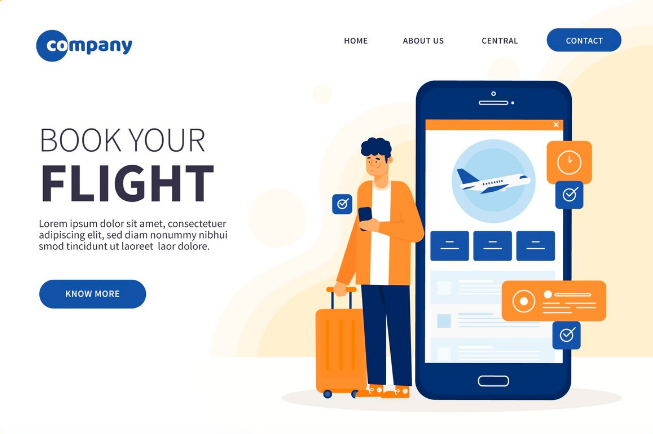 company
HOME ABOUT US CENTRAL CONTACT
BOOK YOUR
FLIGHT
Lorem ipsum dolor sit amet, consectetuer
adipiscing elit, sed diam nonummy nibhui
smod tincidunt ut laoreet laor dolore.
KNOW MORE